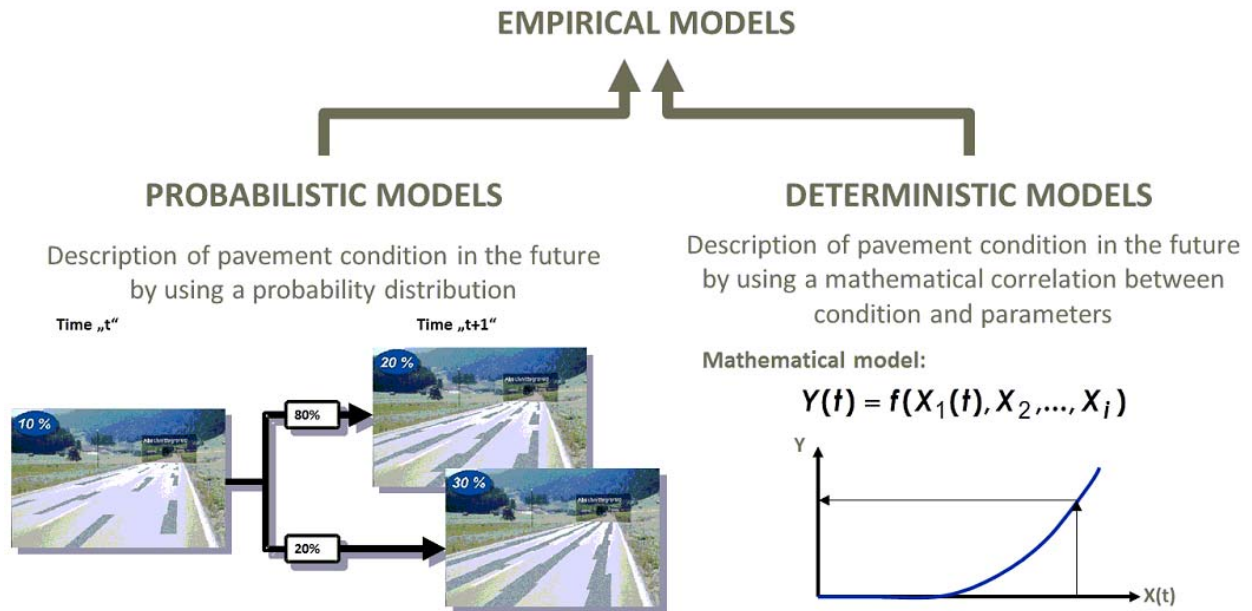 EMPIRICAL MODELS
PROBABILISTIC MODELS
Description of pavement condition in the future
by using a probability distribution
Time „t“
Time „t+1“
10 %
80%
20%
20 %
30 %
DETERMINISTIC MODELS
Description of pavement condition in the future
by using a mathematical correlation between
condition and parameters
Mathematical model:
Y(t) = f(X₁(t), X₂,..., Xᵢ)
Y
X(t)